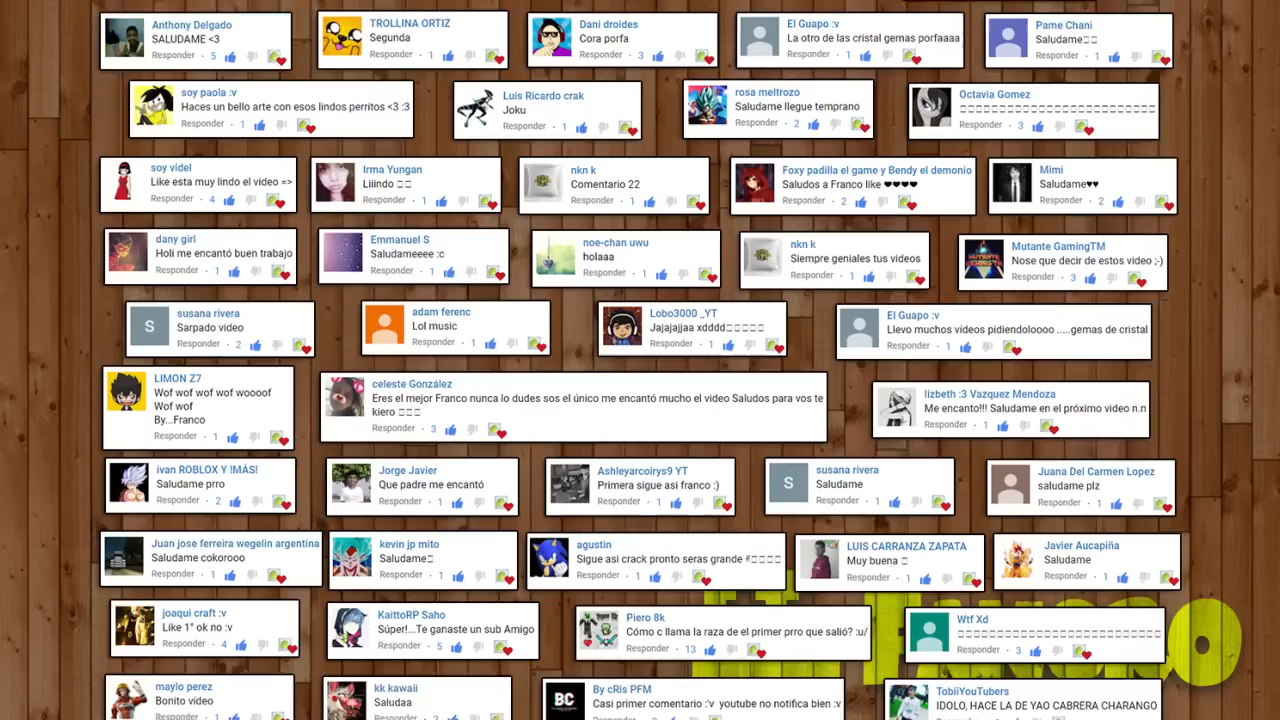 Anthony Delgado
SALUDAME <3
Responder · 5
TROLLINA ORTIZ
Segunda
Responder · 1
Dani droides
Cora porfa
Responder · 3
El Guapo :v
La otro de las cristal gemas porfaaaa
Responder · 1
Pame Chani
Saludame▯▯
Responder · 1
soy paola :v
Haces un bello arte con esos lindos perritos <3 :3
Responder · 1
Luis Ricardo crak
Joku
Responder · 1
rosa meltrozo
Saludame llegue temprano
Responder · 2
Octavia Gomez
Responder · 3
soy videl
Like esta muy lindo el video =>
Responder · 4
Irma Yungan
Liiindo ▯▯
Responder · 1
nkn k
Comentario 22
Responder · 1
Foxy padilla el game y Bendy el demonio
Saludos a Franco like ❤❤❤❤
Responder · 2
Mimi
Saludame♥♥
Responder · 2
dany girl
Holi me encantó buen trabajo
Responder · 1
Emmanuel S
Saludameeee :c
Responder · 1
noe-chan uwu
holaaa
Responder · 1
nkn k
Siempre geniales tus videos
Responder · 1
Mutante GamingTM
Nose que decir de estos video ;-)
Responder · 3
S
susana rivera
Sarpado video
Responder · 2
adam ferenc
Lol music
Responder · 1
Lobo3000 _YT
Jajajajjaa xdddd▯▯▯▯▯
Responder · 1
El Guapo :v
Llevo muchos vídeos pidiendoloooo .....gemas de cristal
Responder · 1
LIMON Z7
Wof wof wof wof woooof
Wof wof
By...Franco
Responder · 1
celeste González
Eres el mejor Franco nunca lo dudes sos el único me encantó mucho el video Saludos para vos te
kiero ▯▯▯
Responder · 3
lizbeth :3 Vazquez Mendoza
Me encanto!!! Saludame en el próximo video n.n
Responder · 1
ivan ROBLOX Y !MÁS!
Saludame prro
Responder · 2
Jorge Javier
Que padre me encantó
Responder · 1
Ashleyarcoirys9 YT
Primera sigue asi franco :)
Responder · 1
S
susana rivera
Saludame
Responder · 1
Juana Del Carmen Lopez
saludame plz
Responder · 1
Juan jose ferreira wegelin argentina
Saludame cokorooo
Responder · 1
kevin jp mito
Saludame▯
Responder · 1
agustin
Sigue asi crack pronto seras grande #▯▯▯▯
Responder · 1
LUIS CARRANZA ZAPATA
Muy buena ▯
Responder · 1
Javier Aucapiña
Saludame
Responder · 1
joaqui craft :v
Like 1° ok no :v
Responder · 4
KaittoRP Saho
Súper!...Te ganaste un sub Amigo
Responder · 5
Piero 8k
Cómo c llama la raza de el primer prro que salió? :u/
Responder · 13
Wtf Xd
Responder · 3
maylo perez
Bonito vídeo
Responder · 1
kk kawaii
Saludaa
BC
By cRis PFM
Casi primer comentario :v youtube no notifica bien :v
TobiiYouTubers
IDOLO, HACE LA DE YAO CABRERA CHARANGO